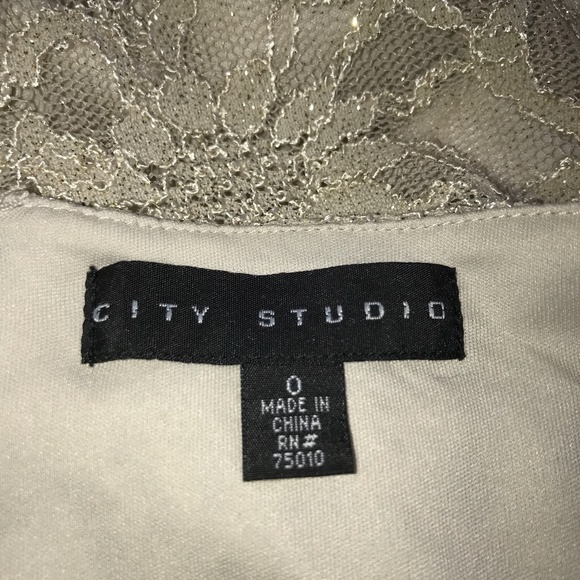 CITY STUDIO
0
MADE IN
CHINA
RN#
75010